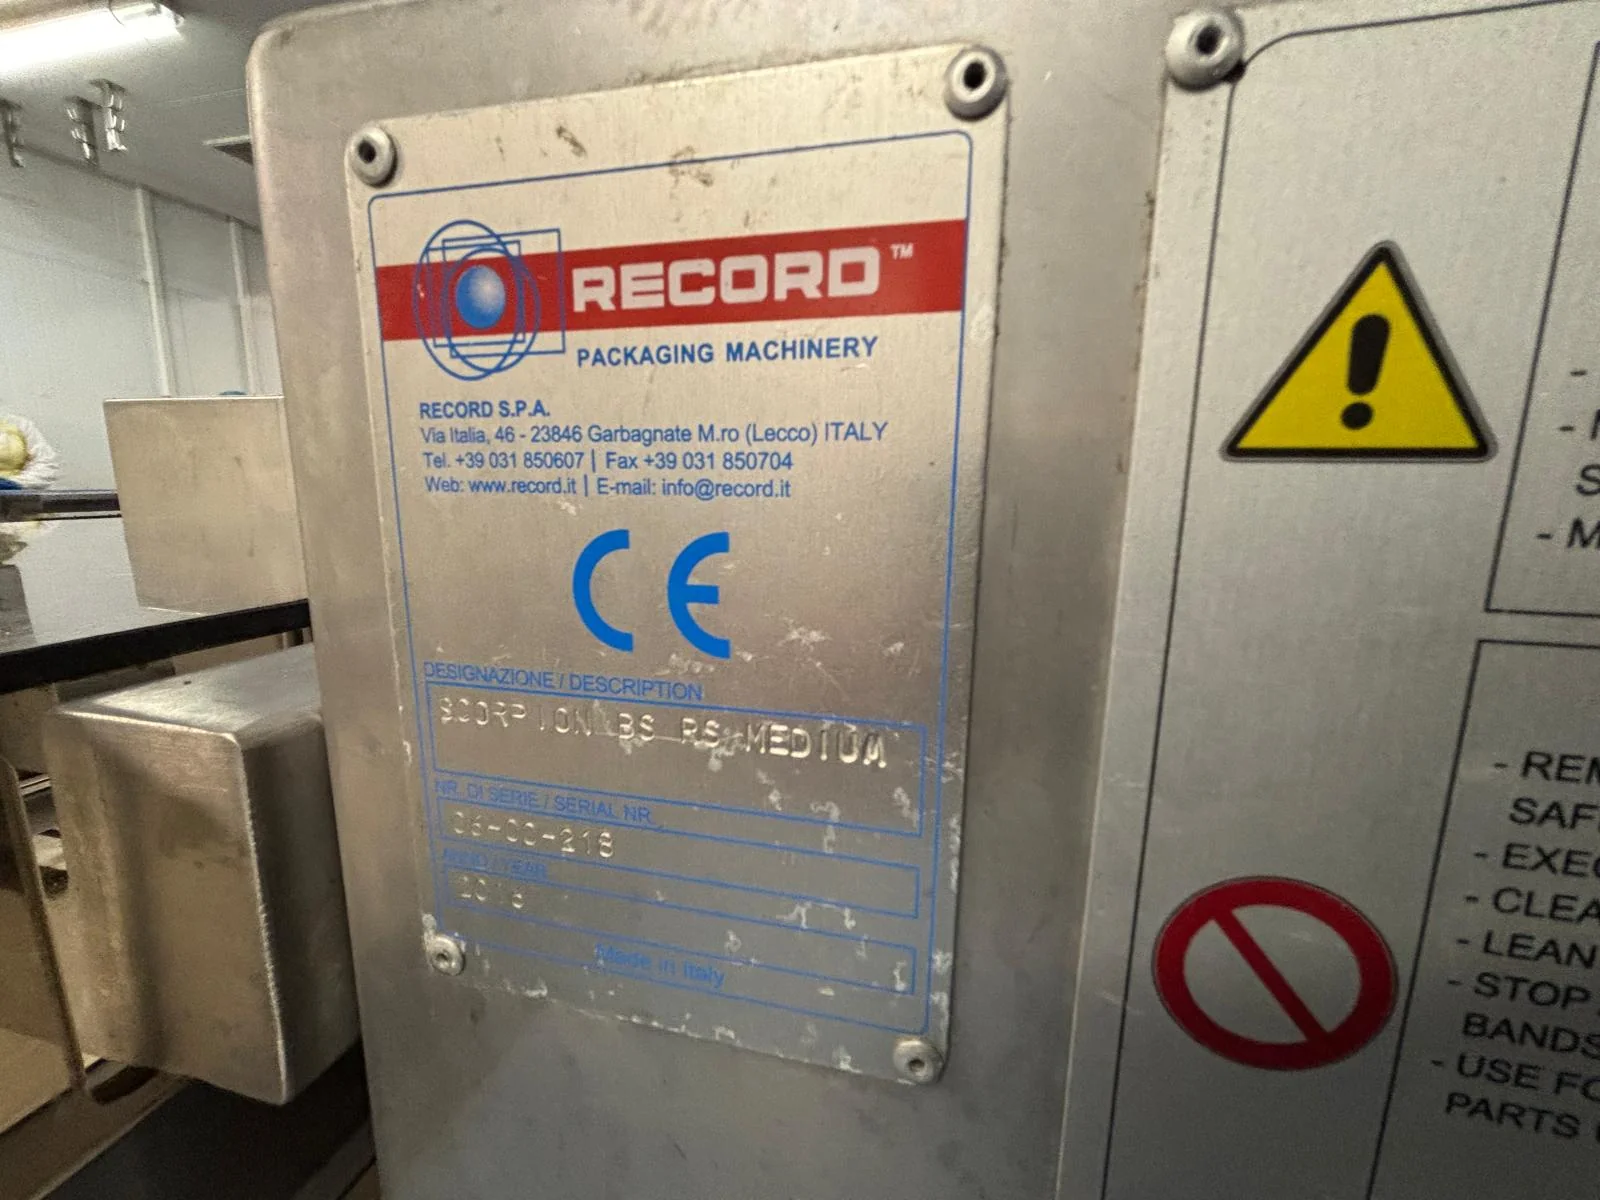 RECORD™
PACKAGING MACHINERY
RECORD S.P.A.
Via Italia, 46 - 23846 Garbagnate M.ro (Lecco) ITALY
Tel. +39 031 850607 | Fax +39 031 850704
Web: www.record.it | E-mail: info@record.it
CE
DESIGNAZIONE / DESCRIPTION
SCORPION BS RS MEDIUM
NR. DI SERIE / SERIAL NR.
ANNO / YEAR
Made in Italy
!
- M
- REM
SAF
- EXEC
- CLEA
- LEAN
- STOP
BANDS
- USE FO
PARTS